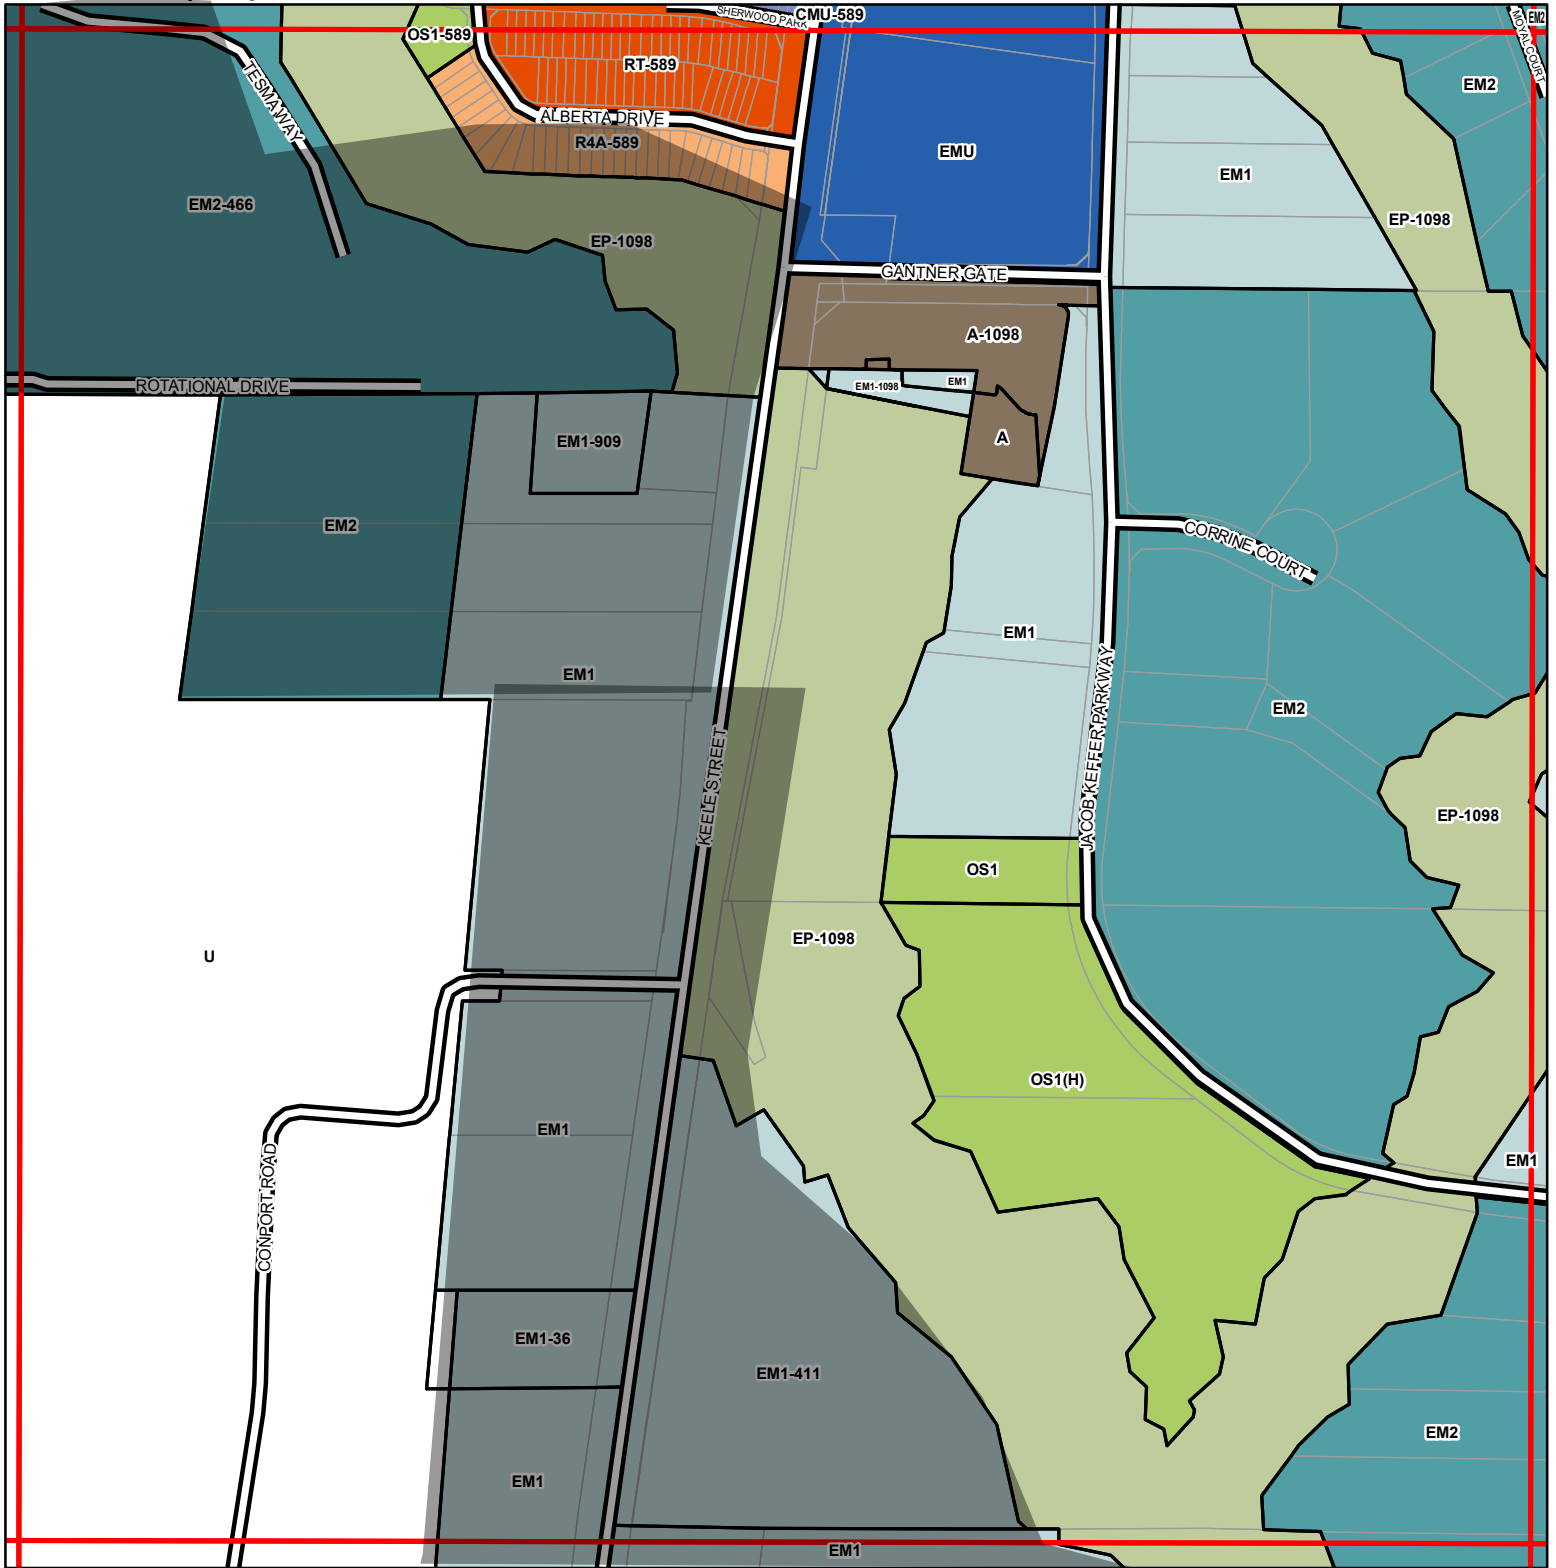 SHERWOOD PARK
CMU-589
MOYAL COURT
EM2
OS1-589
RT-589
EM2
TESMA WAY
ALBERTA DRIVE
R4A-589
EMU
EM1
EM2-466
EP-1098
EP-1098
GANTNER GATE
A-1098
ROTATIONAL DRIVE
EM1-1098
EM1
EM1-909
A
EM2
CORRINE COURT
EM1
EM1
EM2
KEELE STREET
JACOB KEFFER PARKWAY
EP-1098
OS1
EP-1098
U
OS1(H)
EM1
EM1
CONPORT ROAD
EM1-36
EM1-411
EM2
EM1
EM1